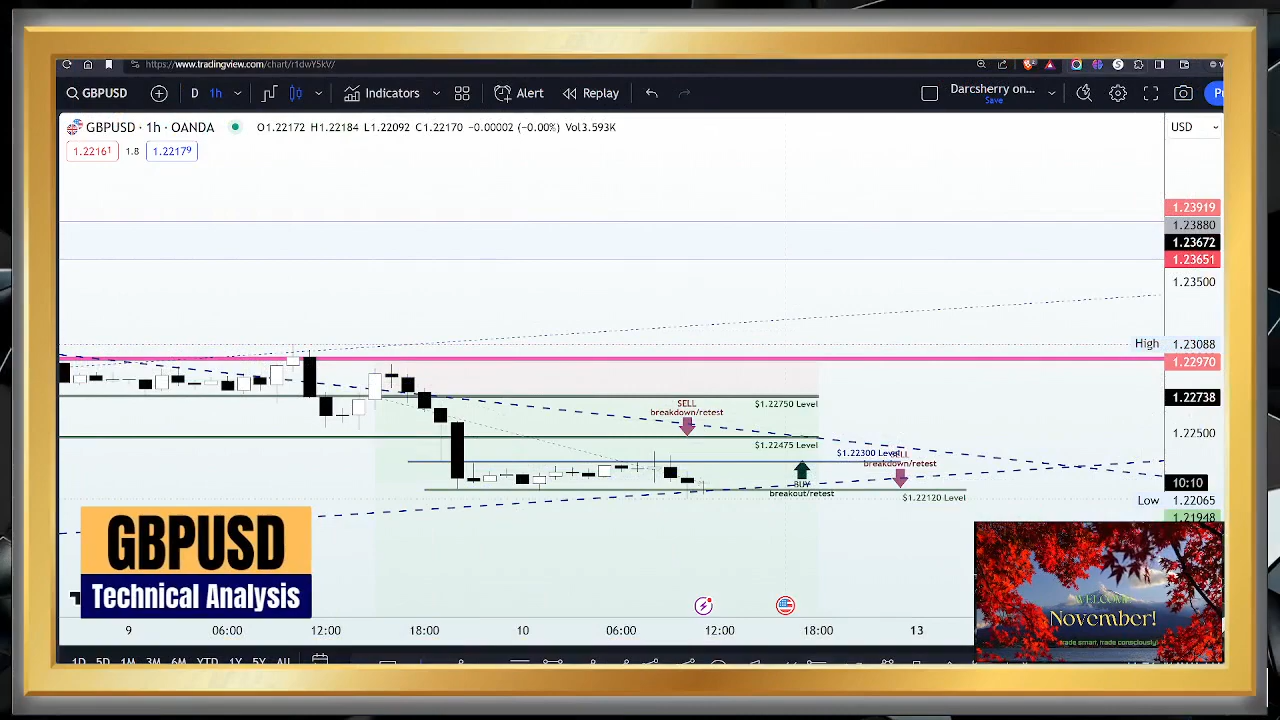 https://www.tradingview.com/chart/r1dwY5kV/
GBPUSD
D
1h
Indicators
Alert
Replay
Darcsherry on...
Save
GBPUSD · 1h · OANDA
O1.22172 H1.22184 L1.22092 C1.22170 −0.00002 (−0.00%) Vol3.593K
USD
1.22161
1.8
1.22179
1.23919
1.23880
1.23672
1.23651
1.23500
High 1.23088
1.22970
1.22738
SELL
breakdown/retest
$1.22750 Level
1.22500
$1.22475 Level
$1.22300 Level
SELL
breakdown/retest
BUY
breakout/retest
10:10
$1.22120 Level
Low 1.22065
1.21948
GBPUSD
Technical Analysis
WELCOME
November!
trade smart, trade consciously!
9
06:00
12:00
18:00
10
06:00
12:00
18:00
13
1D 5D 1M 3M 6M YTD 1Y 5Y All